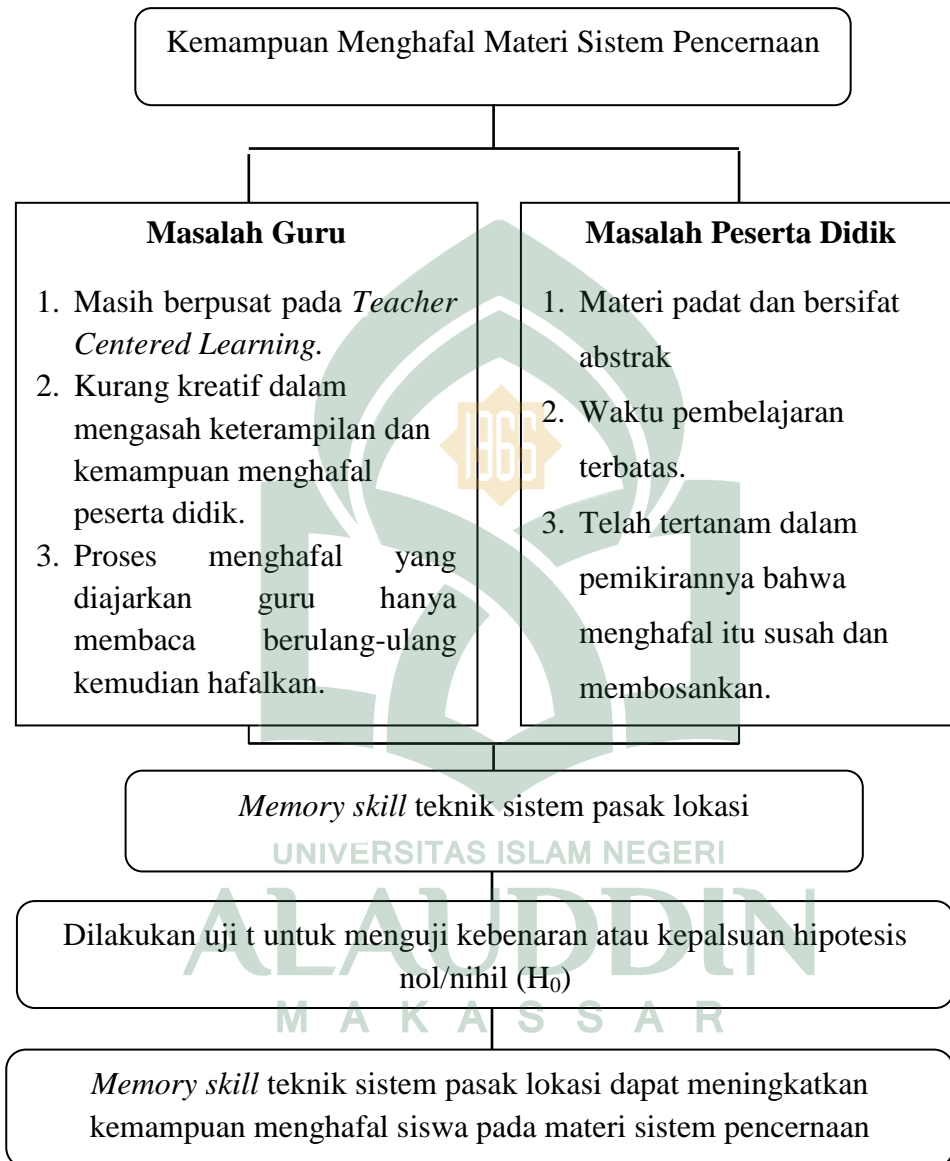 Kemampuan Menghafal Materi Sistem Pencernaan
Masalah Guru
1. Masih berpusat pada Teacher
Centered Learning.
2. Kurang kreatif dalam
mengasah keterampilan dan
kemampuan menghafal
peserta didik.
3. Proses menghafal yang
diajarkan guru hanya
membaca berulang-ulang
kemudian hafalkan.
Masalah Peserta Didik
1. Materi padat dan bersifat
abstrak
2. Waktu pembelajaran
terbatas.
3. Telah tertanam dalam
pemikirannya bahwa
menghafal itu susah dan
membosankan.
1965
Memory skill teknik sistem pasak lokasi
UNIVERSITAS ISLAM NEGERI
ALAUDDIN
Dilakukan uji t untuk menguji kebenaran atau kepalsuan hipotesis
nol/nihil (H₀)
MAKASSAR
Memory skill teknik sistem pasak lokasi dapat meningkatkan
kemampuan menghafal siswa pada materi sistem pencernaan